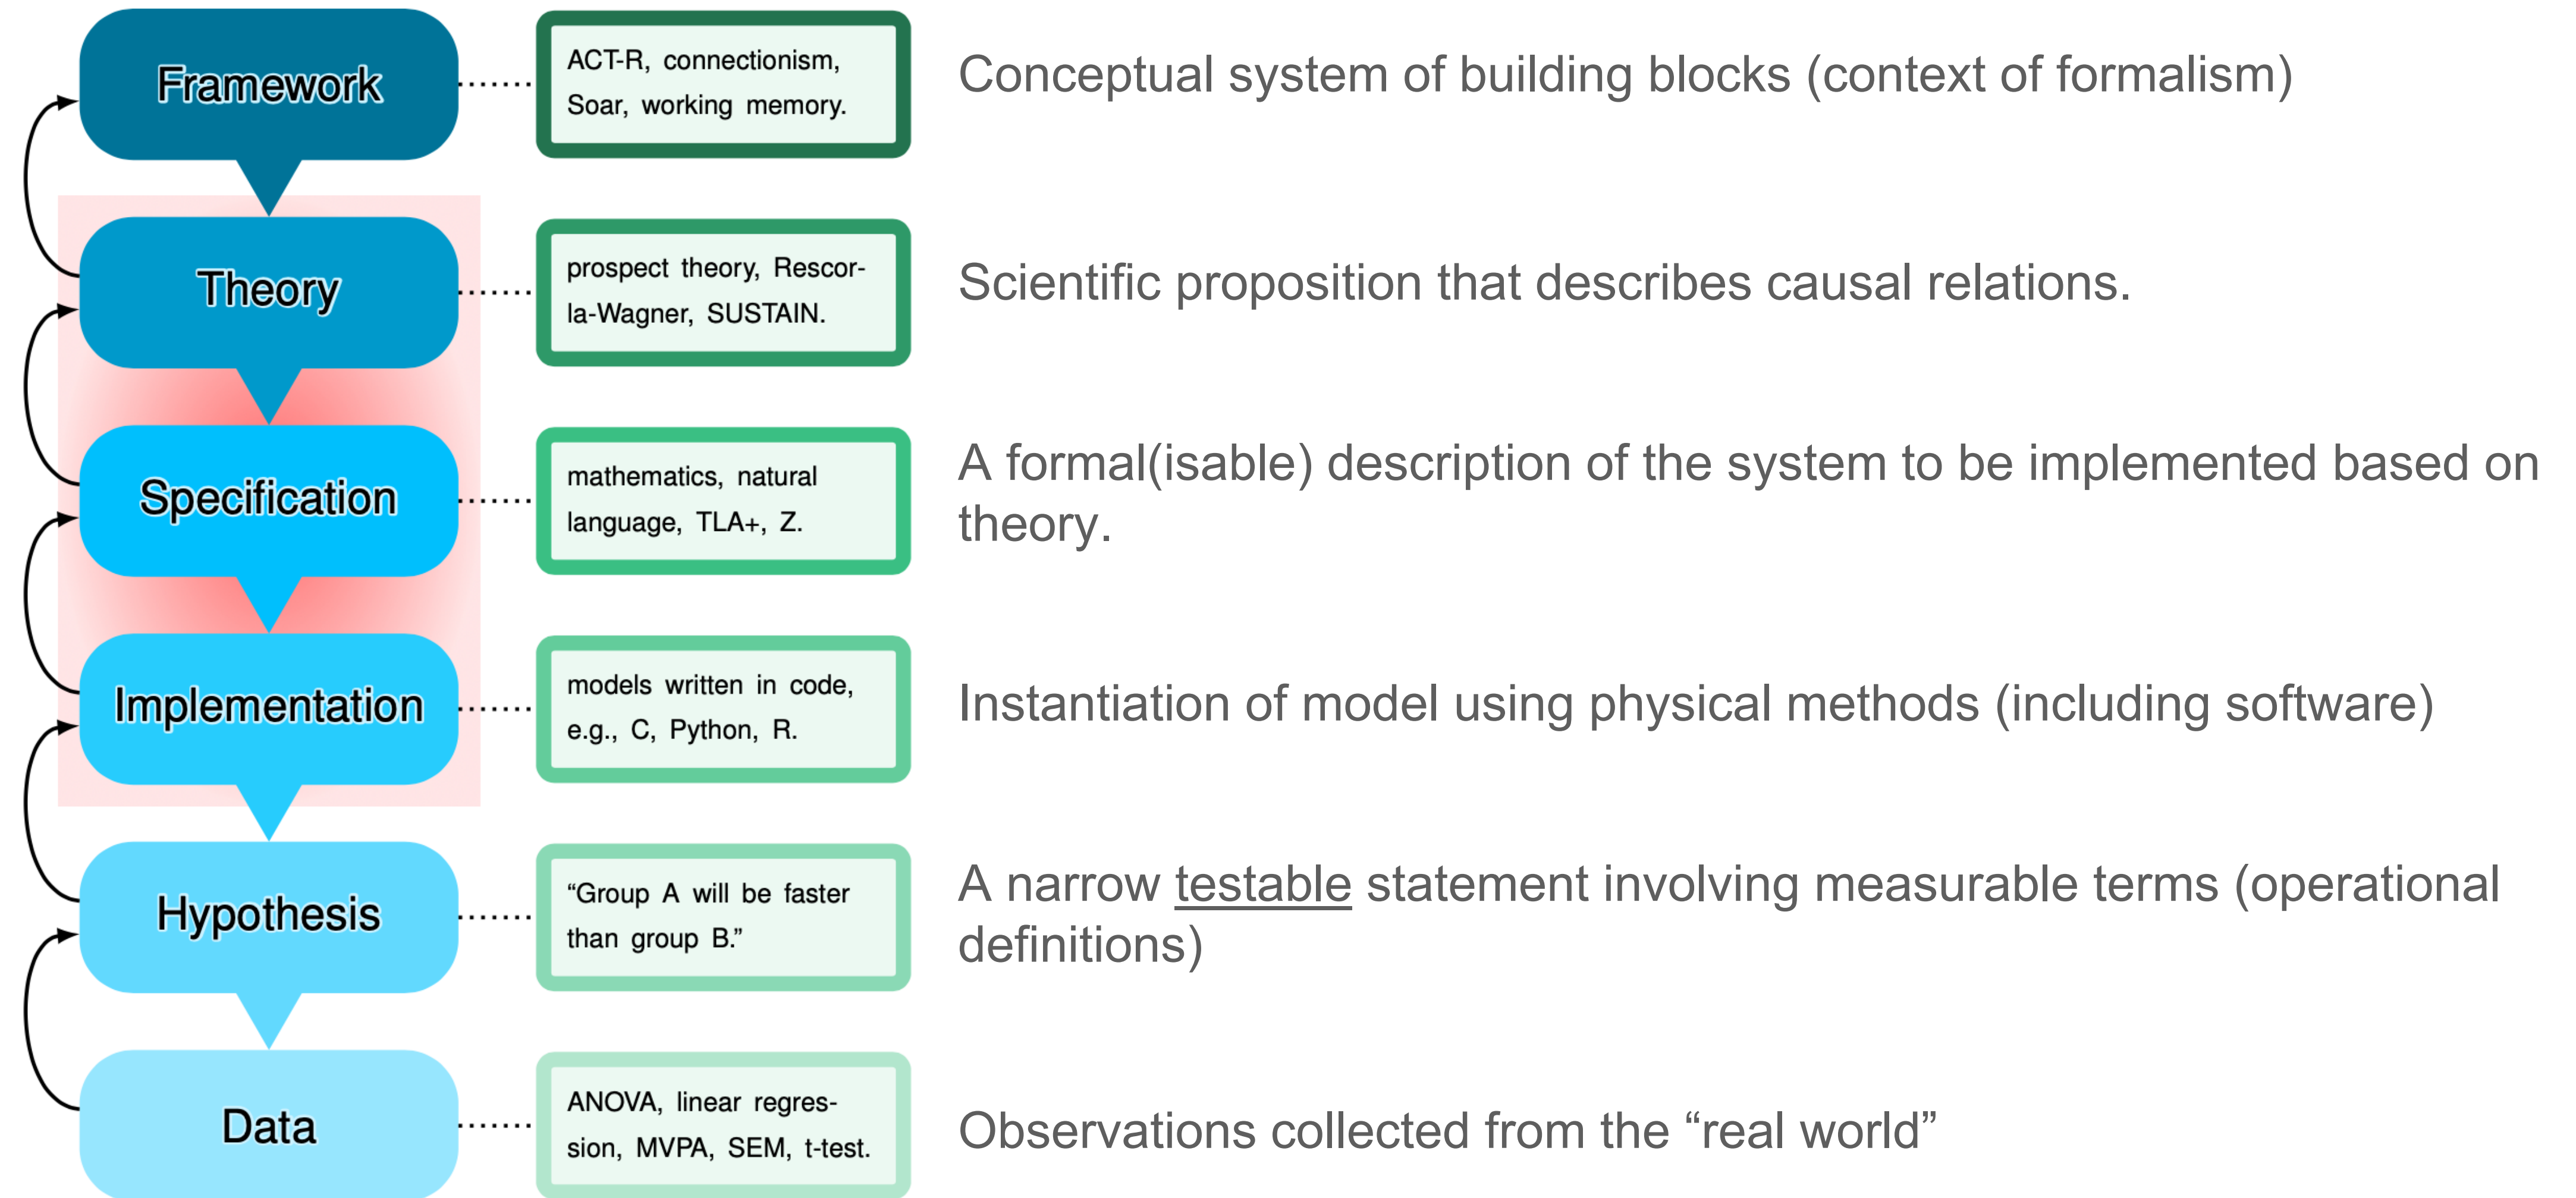 Framework
ACT-R, connectionism,
Soar, working memory.
Conceptual system of building blocks (context of formalism)
Theory
prospect theory, Rescor-
la-Wagner, SUSTAIN.
Scientific proposition that describes causal relations.
Specification
mathematics, natural
language, TLA+, Z.
A formal(isable) description of the system to be implemented based on
theory.
Implementation
models written in code,
e.g., C, Python, R.
Instantiation of model using physical methods (including software)
Hypothesis
“Group A will be faster
than group B.”
A narrow testable statement involving measurable terms (operational
definitions)
Data
ANOVA, linear regres-
sion, MVPA, SEM, t-test.
Observations collected from the “real world”